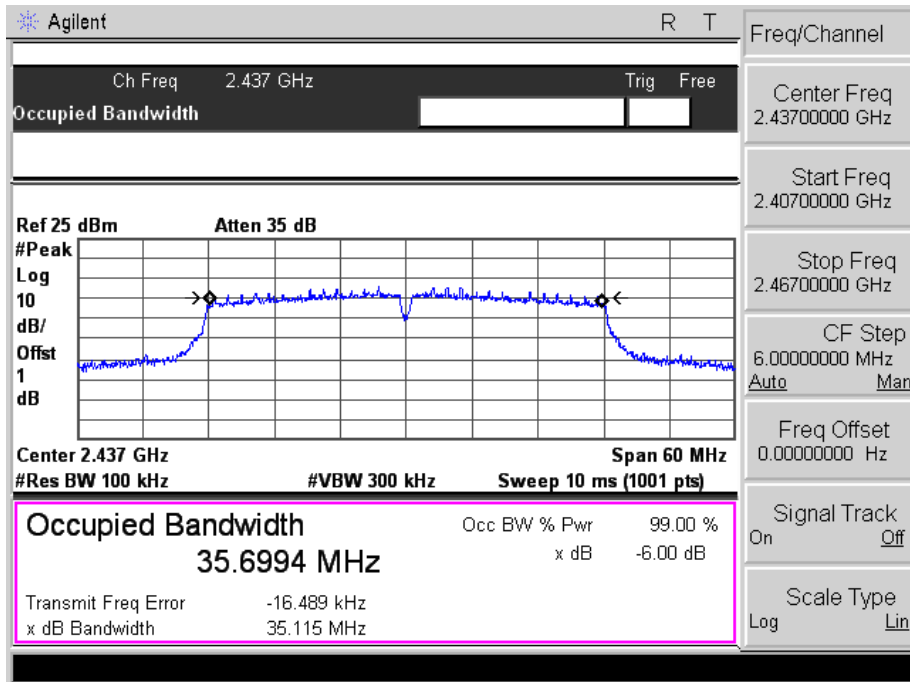 Agilent R T
Ch Freq 2.437 GHz Trig Free
Occupied Bandwidth
Ref 25 dBm Atten 35 dB
#Peak
Log
10
dB/
Offst
1
dB
Center 2.437 GHz Span 60 MHz
#Res BW 100 kHz #VBW 300 kHz Sweep 10 ms (1001 pts)
Occupied Bandwidth Occ BW % Pwr 99.00 %
35.6994 MHz x dB -6.00 dB
Transmit Freq Error -16.489 kHz
x dB Bandwidth 35.115 MHz
Freq/Channel
Center Freq
2.43700000 GHz
Start Freq
2.40700000 GHz
Stop Freq
2.46700000 GHz
CF Step
6.00000000 MHz
Auto Man
Freq Offset
0.00000000 Hz
Signal Track
On Off
Scale Type
Log Lin